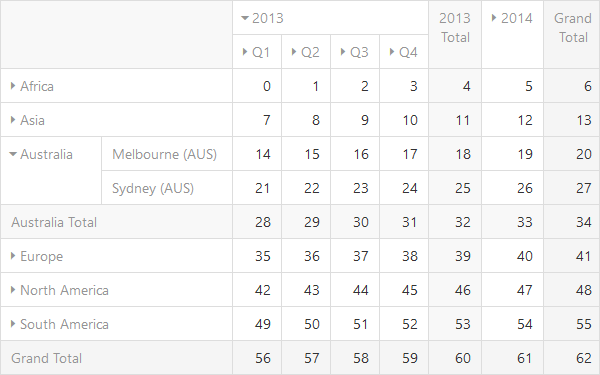 2013 2013 Total 2014 Grand Total
Q1 Q2 Q3 Q4
Africa 0 1 2 3 4 5 6
Asia 7 8 9 10 11 12 13
Australia Melbourne (AUS) 14 15 16 17 18 19 20
Sydney (AUS) 21 22 23 24 25 26 27
Australia Total 28 29 30 31 32 33 34
Europe 35 36 37 38 39 40 41
North America 42 43 44 45 46 47 48
South America 49 50 51 52 53 54 55
Grand Total 56 57 58 59 60 61 62